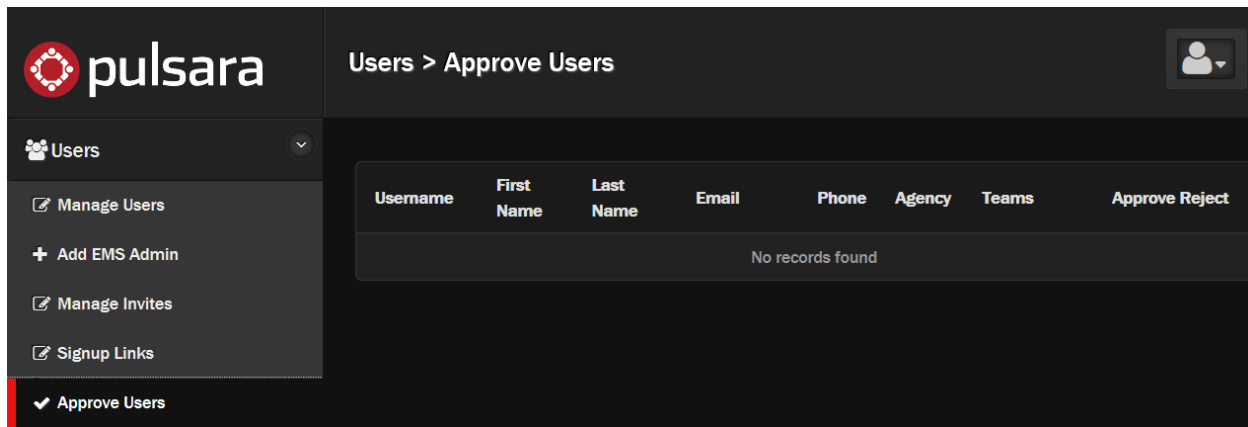 pulsara
Users > Approve Users
Users
Manage Users
Add EMS Admin
Manage Invites
Signup Links
Approve Users
Username First Name Last Name Email Phone Agency Teams Approve Reject
No records found